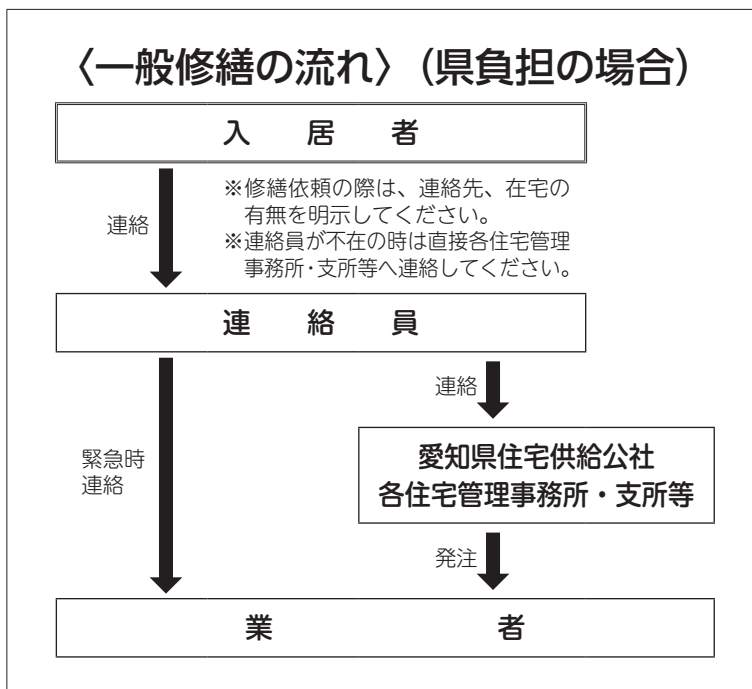 〈一般修繕の流れ〉(県負担の場合)
入居者
連絡
※修繕依頼の際は、連絡先、在宅の
有無を明示してください。
※連絡員が不在の時は直接各住宅管理
事務所・支所等へ連絡してください。
連絡員
連絡
緊急時
連絡
愛知県住宅供給公社
各住宅管理事務所・支所等
発注
業者